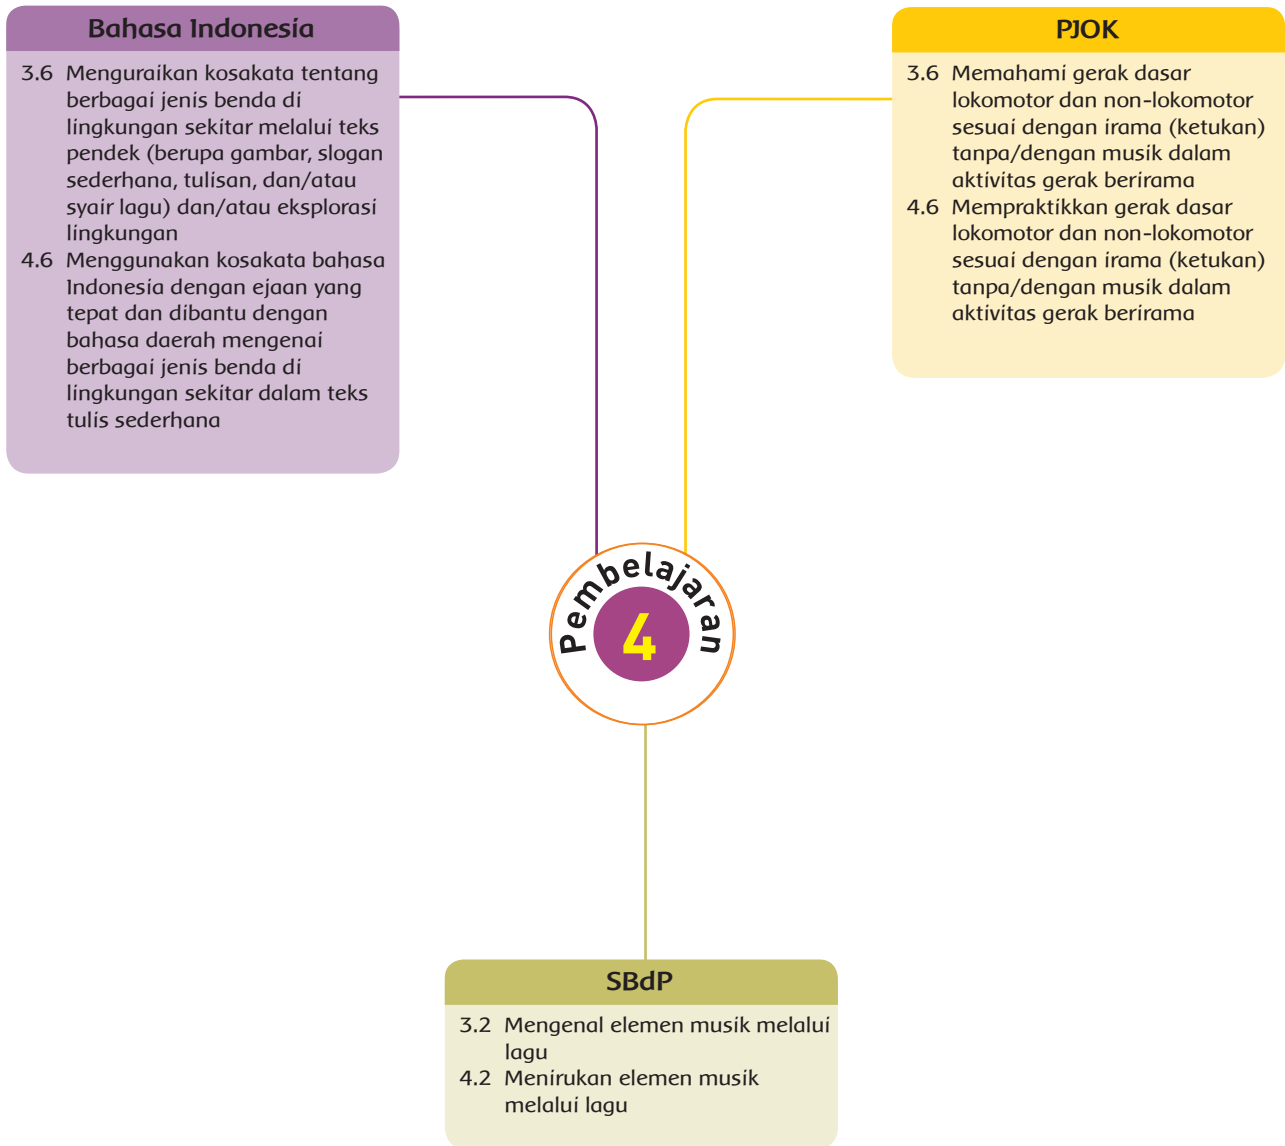 Bahasa Indonesia
3.6 Menguraikan kosakata tentang
berbagai jenis benda di
lingkungan sekitar melalui teks
pendek (berupa gambar, slogan
sederhana, tulisan, dan/atau
syair lagu) dan/atau eksplorasi
lingkungan
4.6 Menggunakan kosakata bahasa
Indonesia dengan ejaan yang
tepat dan dibantu dengan
bahasa daerah mengenai
berbagai jenis benda di
lingkungan sekitar dalam teks
tulis sederhana
PJOK
3.6 Memahami gerak dasar
lokomotor dan non-lokomotor
sesuai dengan irama (ketukan)
tanpa/dengan musik dalam
aktivitas gerak berirama
4.6 Mempraktikkan gerak dasar
lokomotor dan non-lokomotor
sesuai dengan irama (ketukan)
tanpa/dengan musik dalam
aktivitas gerak berirama
Pembelajaran
4
SBdP
3.2 Mengenal elemen musik melalui
lagu
4.2 Menirukan elemen musik
melalui lagu